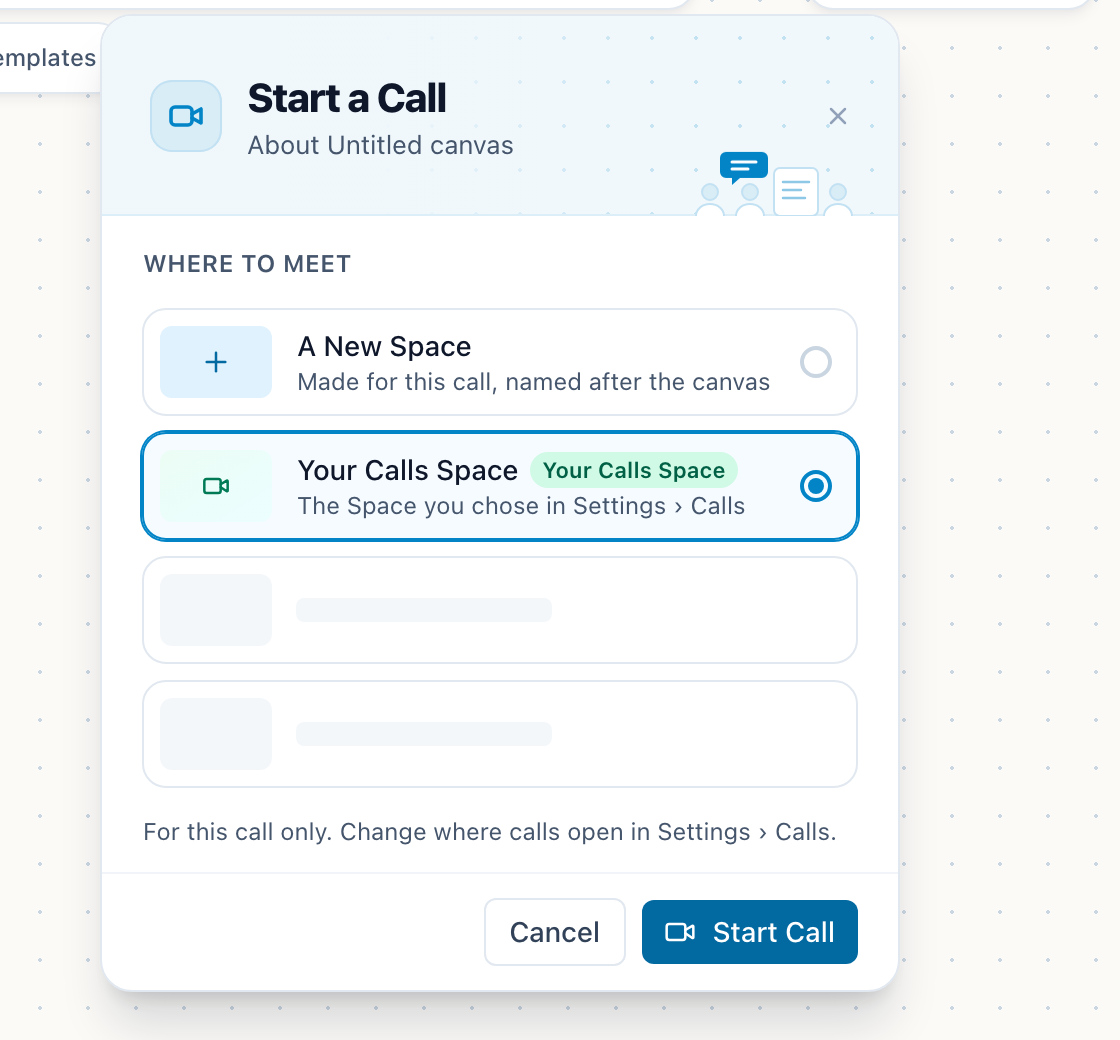 emplates
Start a Call
About Untitled canvas
WHERE TO MEET
A New Space
Made for this call, named after the canvas
Your Calls Space Your Calls Space
The Space you chose in Settings › Calls
For this call only. Change where calls open in Settings › Calls.
Cancel Start Call